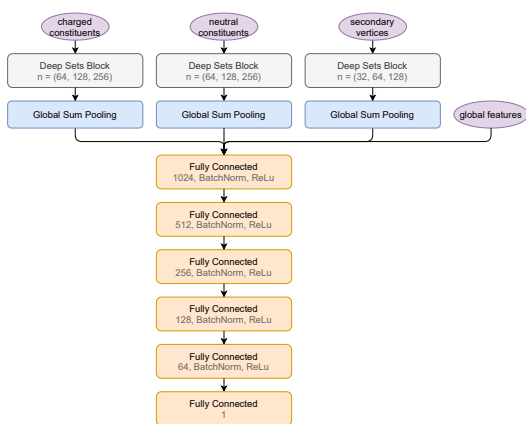 charged
constituents
neutral
constituents
secondary
vertices
Deep Sets Block
n = (64, 128, 256)
Deep Sets Block
n = (64, 128, 256)
Deep Sets Block
n = (32, 64, 128)
Global Sum Pooling
Global Sum Pooling
Global Sum Pooling
global features
Fully Connected
1024, BatchNorm, ReLu
Fully Connected
512, BatchNorm, ReLu
Fully Connected
256, BatchNorm, ReLu
Fully Connected
128, BatchNorm, ReLu
Fully Connected
64, BatchNorm, ReLu
Fully Connected
1